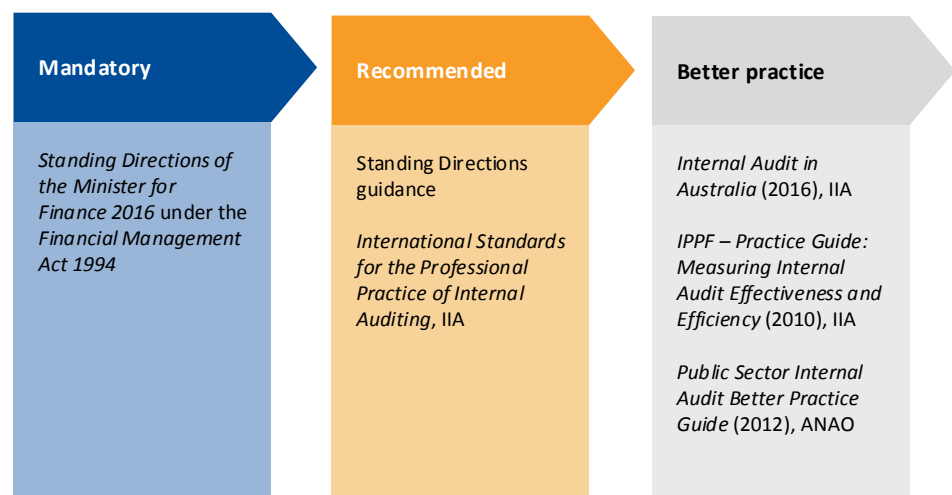 Mandatory
Standing Directions of
the Minister for
Finance 2016 under the
Financial Management
Act 1994
Recommended
Standing Directions
guidance
International Standards
for the Professional
Practice of Internal
Auditing, IIA
Better practice
Internal Audit in
Australia (2016), IIA
IPPF – Practice Guide:
Measuring Internal
Audit Effectiveness and
Efficiency (2010), IIA
Public Sector Internal
Audit Better Practice
Guide (2012), ANAO